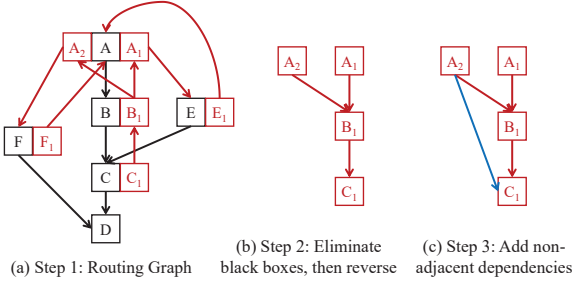 A₂ A A₁
B B₁
E E₁
F F₁
C C₁
D
(a) Step 1: Routing Graph
A₂ A₁
B₁
C₁
(b) Step 2: Eliminate
black boxes, then reverse
A₂ A₁
B₁
C₁
(c) Step 3: Add non-
adjacent dependencies